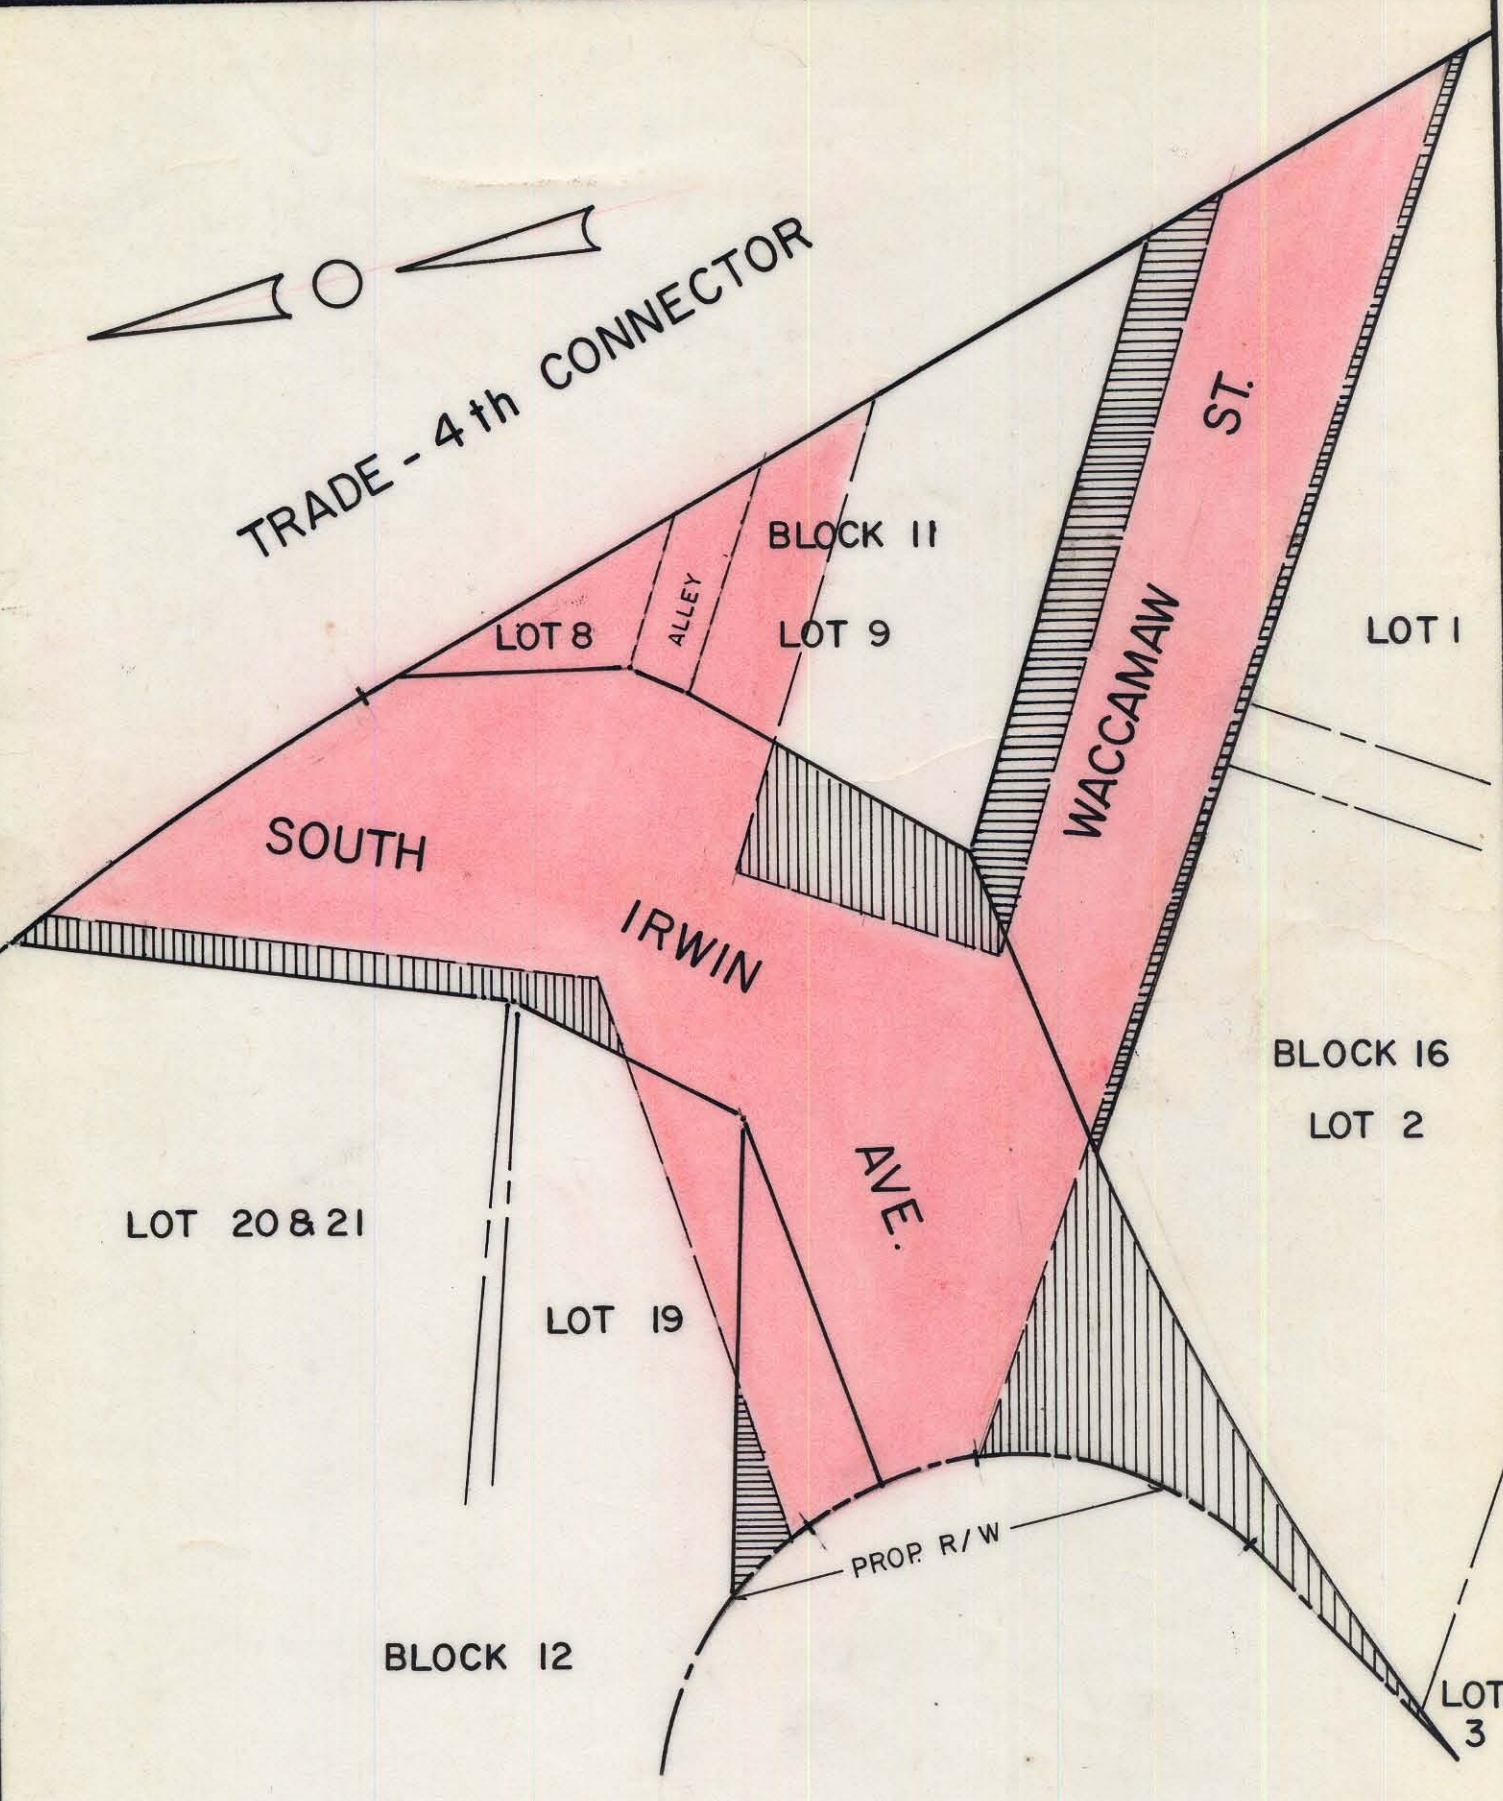 TRADE - 4th CONNECTOR
ST.
BLOCK 11
ALLEY
LOT 8
LOT 9
LOT 1
WACCAMAW
SOUTH
IRWIN
AVE.
BLOCK 16
LOT 2
LOT 20 & 21
LOT 19
PROP. R/W
BLOCK 12
LOT
3